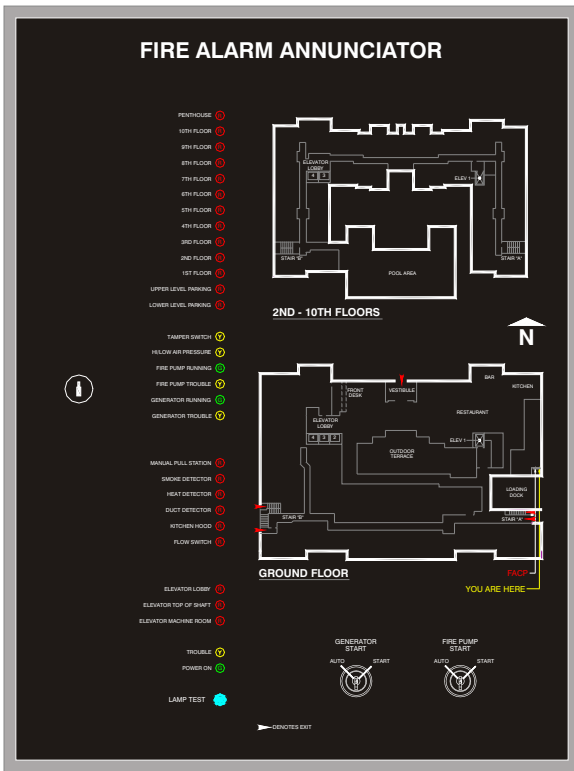 FIRE ALARM ANNUNCIATOR
PENTHOUSE R
10TH FLOOR R
9TH FLOOR R
8TH FLOOR R
7TH FLOOR R
6TH FLOOR R
5TH FLOOR R
4TH FLOOR R
3RD FLOOR R
2ND FLOOR R
1ST FLOOR R
UPPER LEVEL PARKING R
LOWER LEVEL PARKING R
TAMPER SWITCH Y
HI/LOW AIR PRESSURE Y
FIRE PUMP RUNNING G
FIRE PUMP TROUBLE Y
GENERATOR RUNNING G
GENERATOR TROUBLE Y
MANUAL PULL STATION R
SMOKE DETECTOR R
HEAT DETECTOR R
DUCT DETECTOR R
KITCHEN HOOD R
FLOW SWITCH R
ELEVATOR LOBBY R
ELEVATOR TOP OF SHAFT R
ELEVATOR MACHINE ROOM R
TROUBLE Y
POWER ON G
LAMP TEST
ELEVATOR
LOBBY
4 3
ELEV 1
STAIR "B"
STAIR "A"
POOL AREA
2ND - 10TH FLOORS
N
BAR
KITCHEN
FRONT
DESK
VESTIBULE
RESTAURANT
ELEVATOR
LOBBY
4 3 2
ELEV 1
OUTDOOR
TERRACE
LOADING
DOCK
STAIR "B"
STAIR "A"
GROUND FLOOR
FACP
YOU ARE HERE
GENERATOR
START
AUTO START
FIRE PUMP
START
AUTO START
DENOTES EXIT